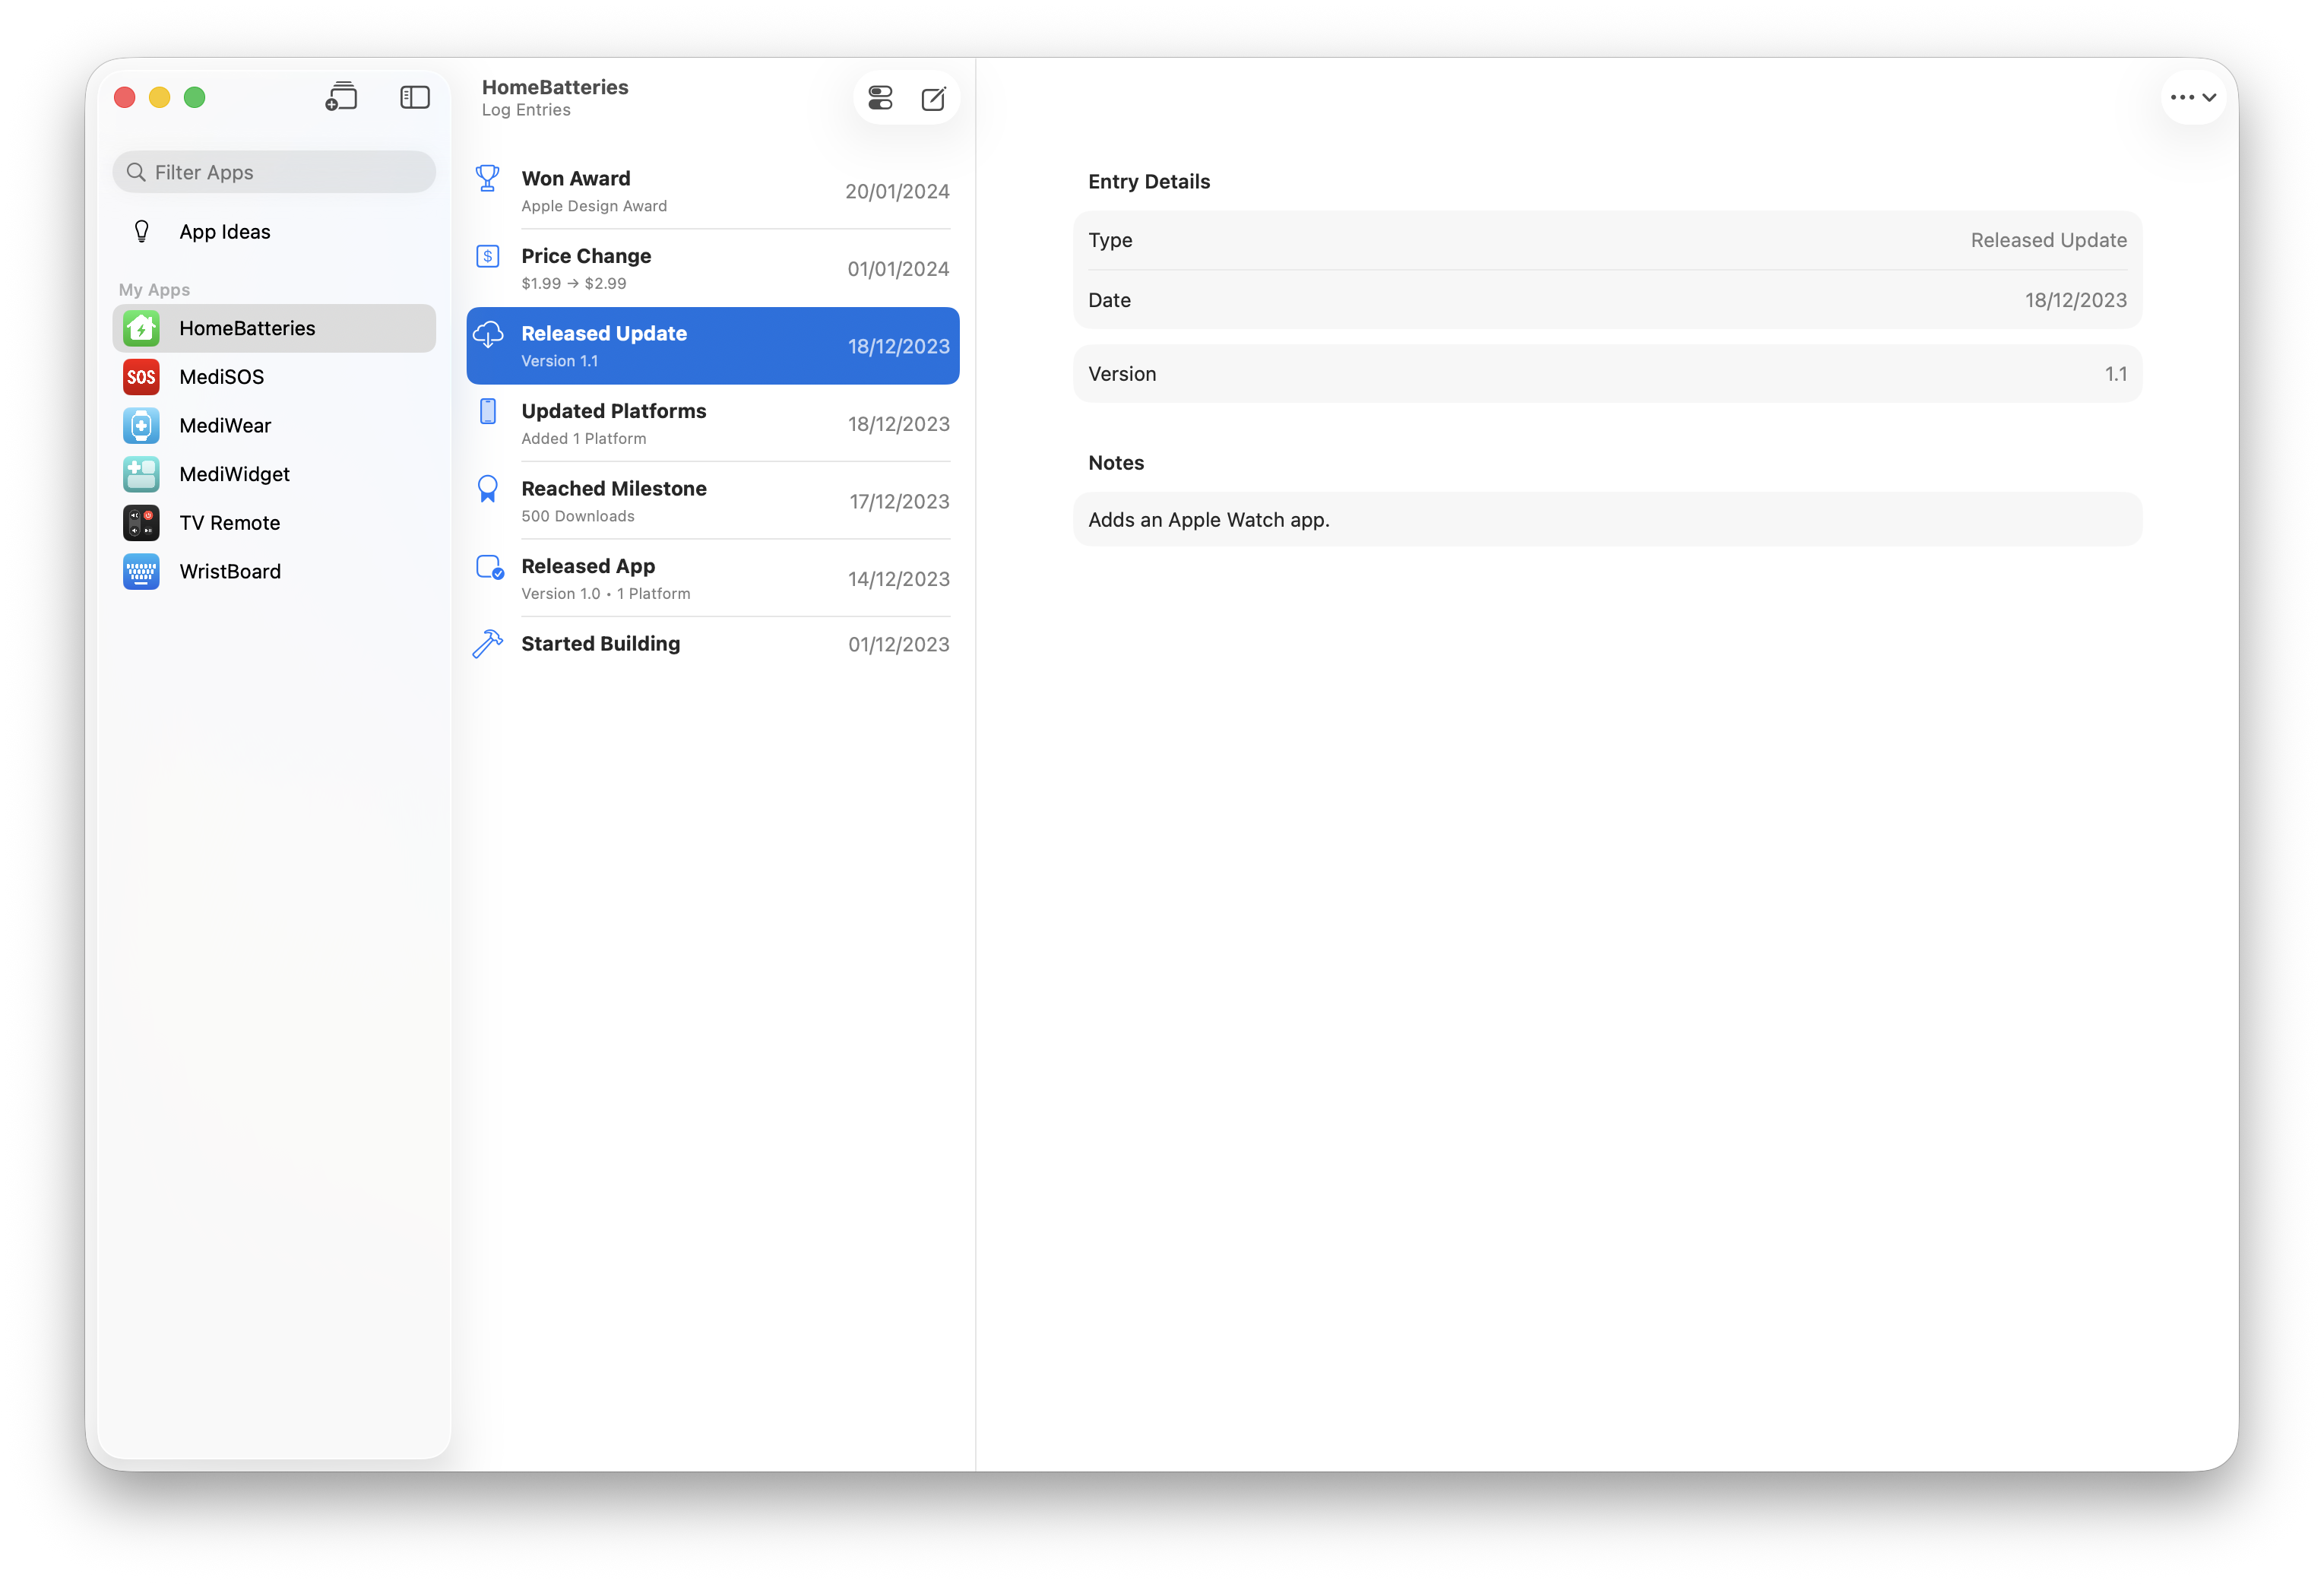 HomeBatteries
Log Entries
Filter Apps
App Ideas
My Apps
HomeBatteries
SOS
MediSOS
MediWear
MediWidget
TV Remote
WristBoard
Won Award
Apple Design Award
20/01/2024
$
Price Change
$1.99 → $2.99
01/01/2024
Released Update
Version 1.1
18/12/2023
Updated Platforms
Added 1 Platform
18/12/2023
Reached Milestone
500 Downloads
17/12/2023
Released App
Version 1.0 • 1 Platform
14/12/2023
Started Building
01/12/2023
Entry Details
Type
Released Update
Date
18/12/2023
Version
1.1
Notes
Adds an Apple Watch app.